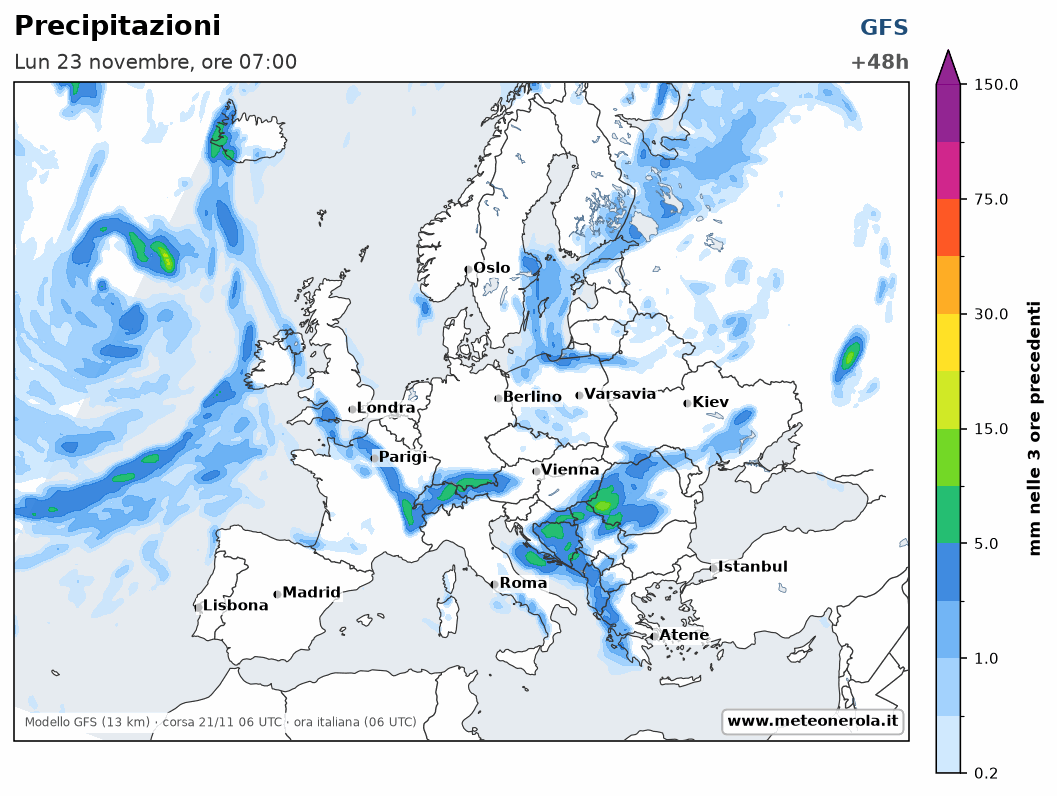 Precipitazioni
GFS
Lun 23 novembre, ore 07:00
+48h
150.0
75.0
30.0
15.0
5.0
1.0
0.2
mm nelle 3 ore precedenti
Oslo
Berlino
Varsavia
Kiev
Londra
Parigi
Vienna
Istanbul
Roma
Madrid
Lisbona
Atene
Modello GFS (13 km) · corsa 21/11 06 UTC · ora italiana (06 UTC)
www.meteonerola.it